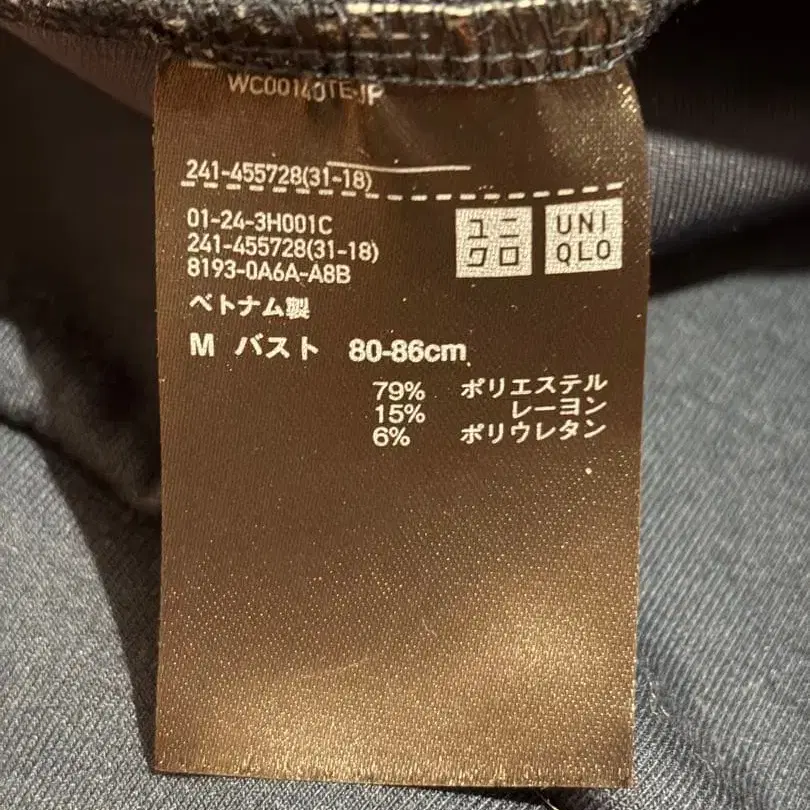 WC00140TE-JP
241-455728(31-18)
01-24-3H001C
241-455728(31-18)
8193-0A6A-A8B
ユニ
クロ
UNI
QLO
ベトナム製
M バスト 80-86cm
79% ポリエステル
15% レーヨン
6% ポリウレタン